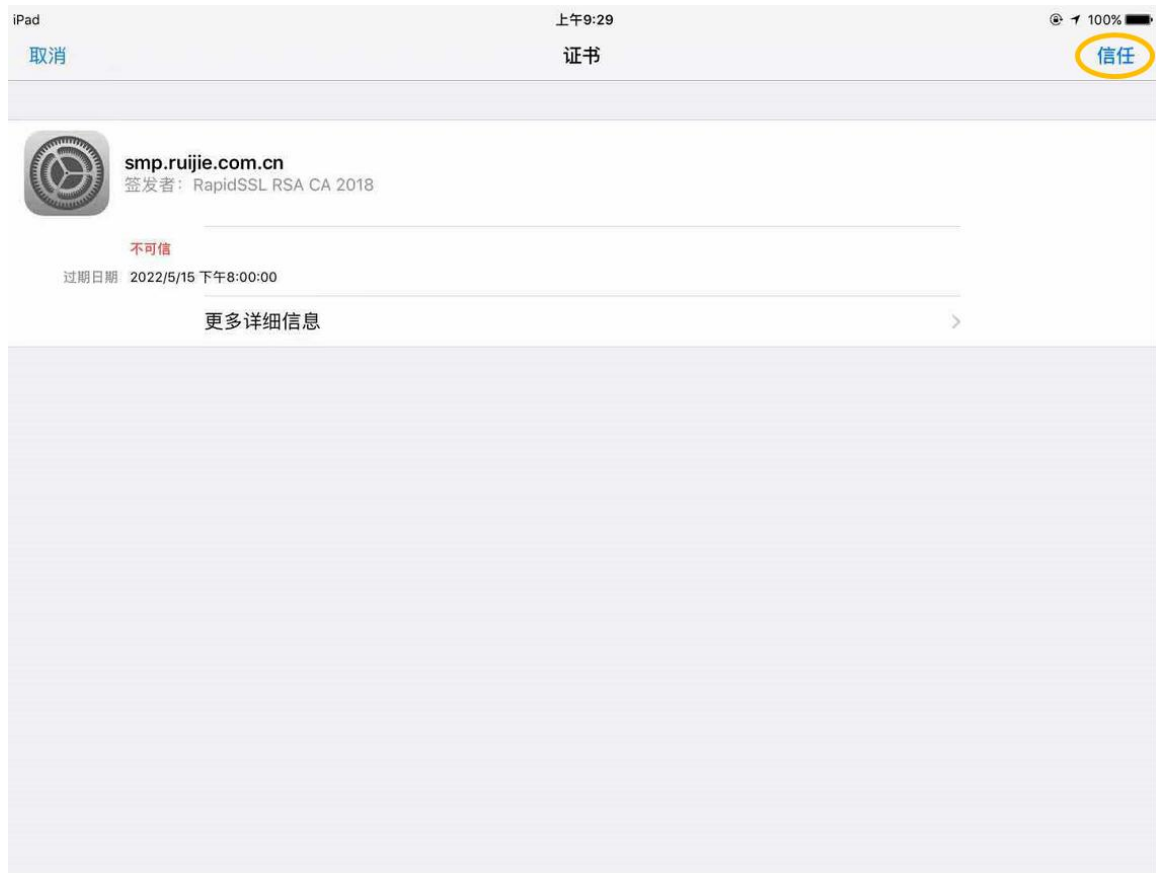 iPad 上午9:29 100%
取消 证书 信任
smp.ruijie.com.cn
签发者：RapidSSL RSA CA 2018
不可信
过期日期 2022/5/15 下午8:00:00
更多详细信息